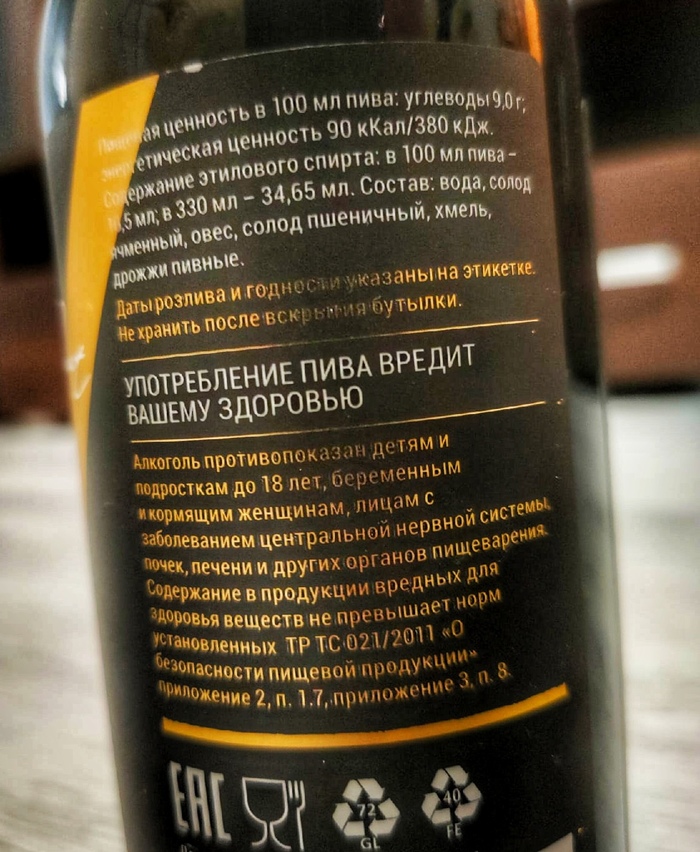 Пищевая ценность в 100 мл пива: углеводы 9,0 г;
энергетическая ценность 90 кКал/380 кДж.
Содержание этилового спирта: в 100 мл пива –
,5 мл; в 330 мл – 34,65 мл. Состав: вода, солод
ячменный, овес, солод пшеничный, хмель,
дрожжи пивные.
Даты розлива и годности указаны на этикетке.
Не хранить после вскрытия бутылки.
УПОТРЕБЛЕНИЕ ПИВА ВРЕДИТ
ВАШЕМУ ЗДОРОВЬЮ
Алкоголь противопоказан детям и
подросткам до 18 лет, беременным
и кормящим женщинам, лицам с
заболеванием центральной нервной системы,
почек, печени и других органов пищеварения.
Содержание в продукции вредных для
здоровья веществ не превышает норм
установленных ТР ТС 021/2011 «О
безопасности пищевой продукции»
приложение 2, п. 1.7, приложение 3, п. 8.
EAC 72 40
GL FE